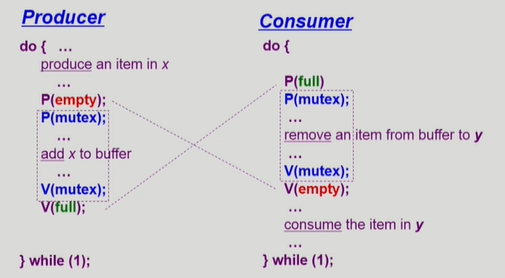 Producer
do { ...
produce an item in x
...
P(empty);
P(mutex);
...
add x to buffer
...
V(mutex);
V(full);
} while (1);
Consumer
do {
P(full)
P(mutex);
...
remove an item from buffer to y
...
V(mutex);
V(empty);
...
consume the item in y
...
} while (1);